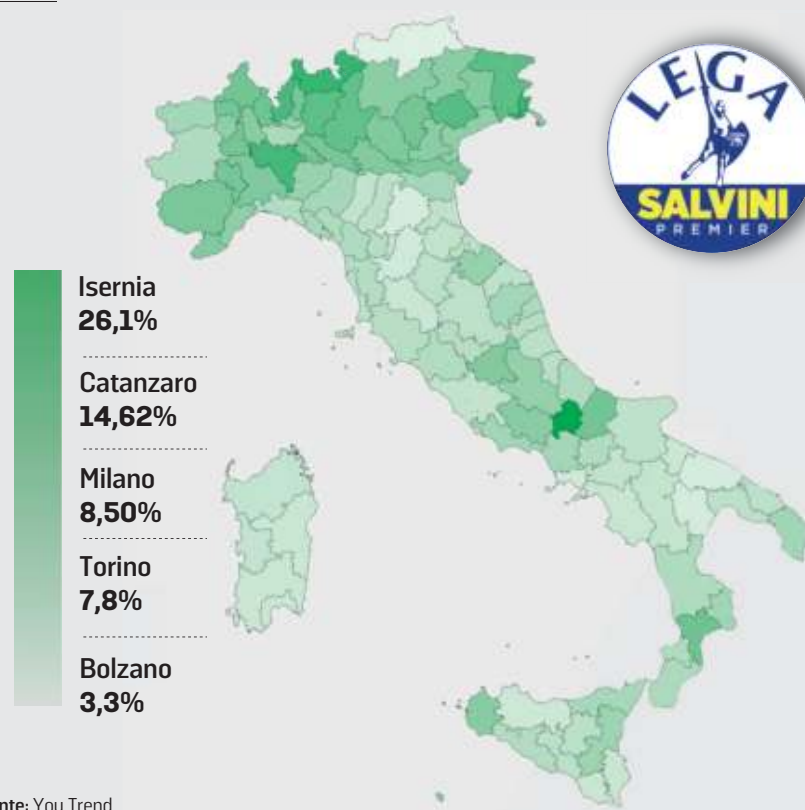 LEGA
SALVINI
PREMIER
Isernia
26,1%
Catanzaro
14,62%
Milano
8,50%
Torino
7,8%
Bolzano
3,3%
nte: You Trend